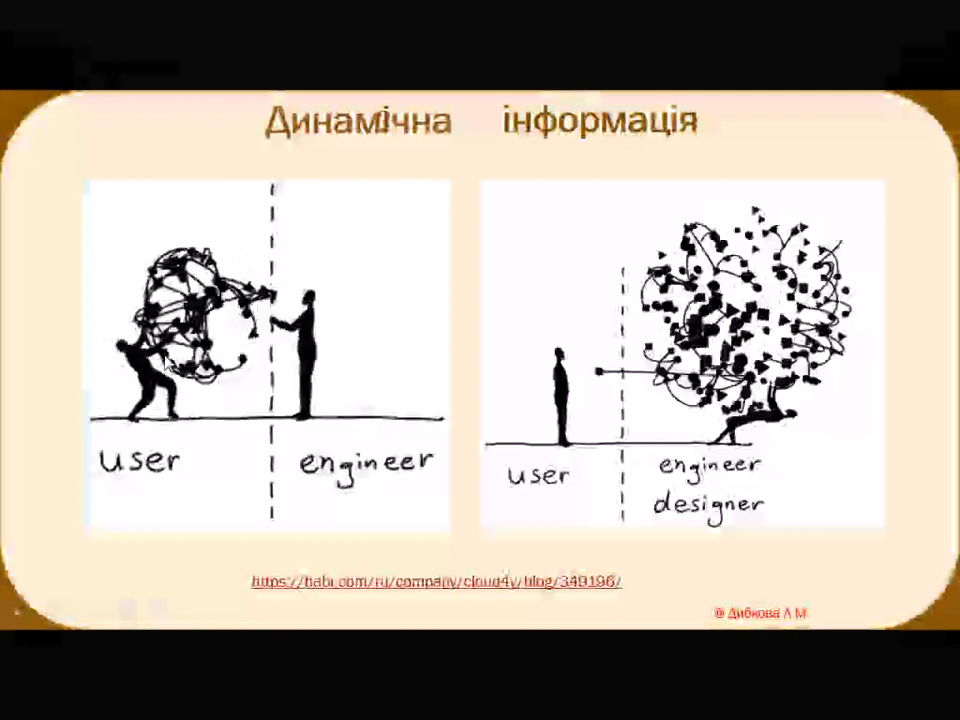 Динамічна інформація
user
engineer
user
engineer
designer
https://habr.com/ru/company/cloud4y/blog/349196/
© Дибкова Л.М.